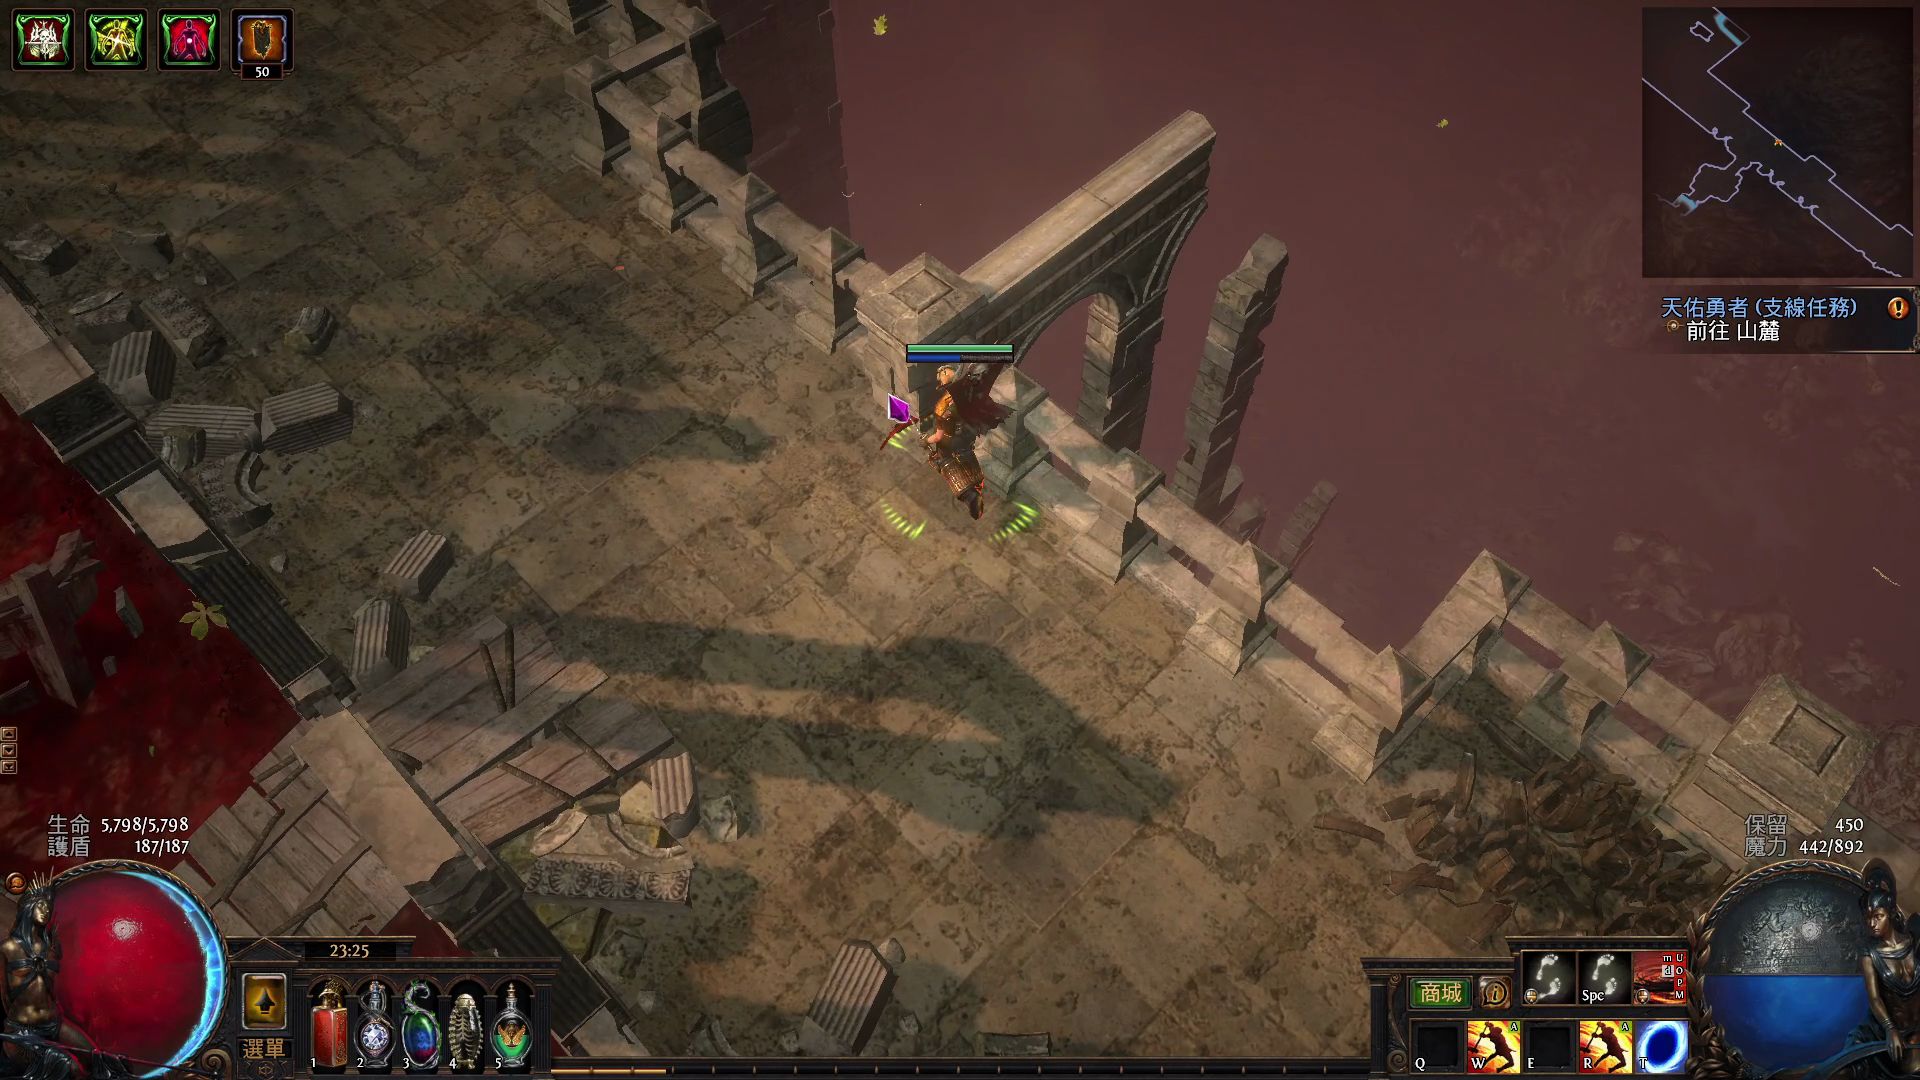 50
天佑勇者 (支線任務)
前往 山麓
生命 5,798/5,798
護盾 187/187
保留 450
魔力 442/892
23:25
選單
1
2
3
4
5
商城
Spc
m U
d O
P
M
Q
W A
E
R A
T